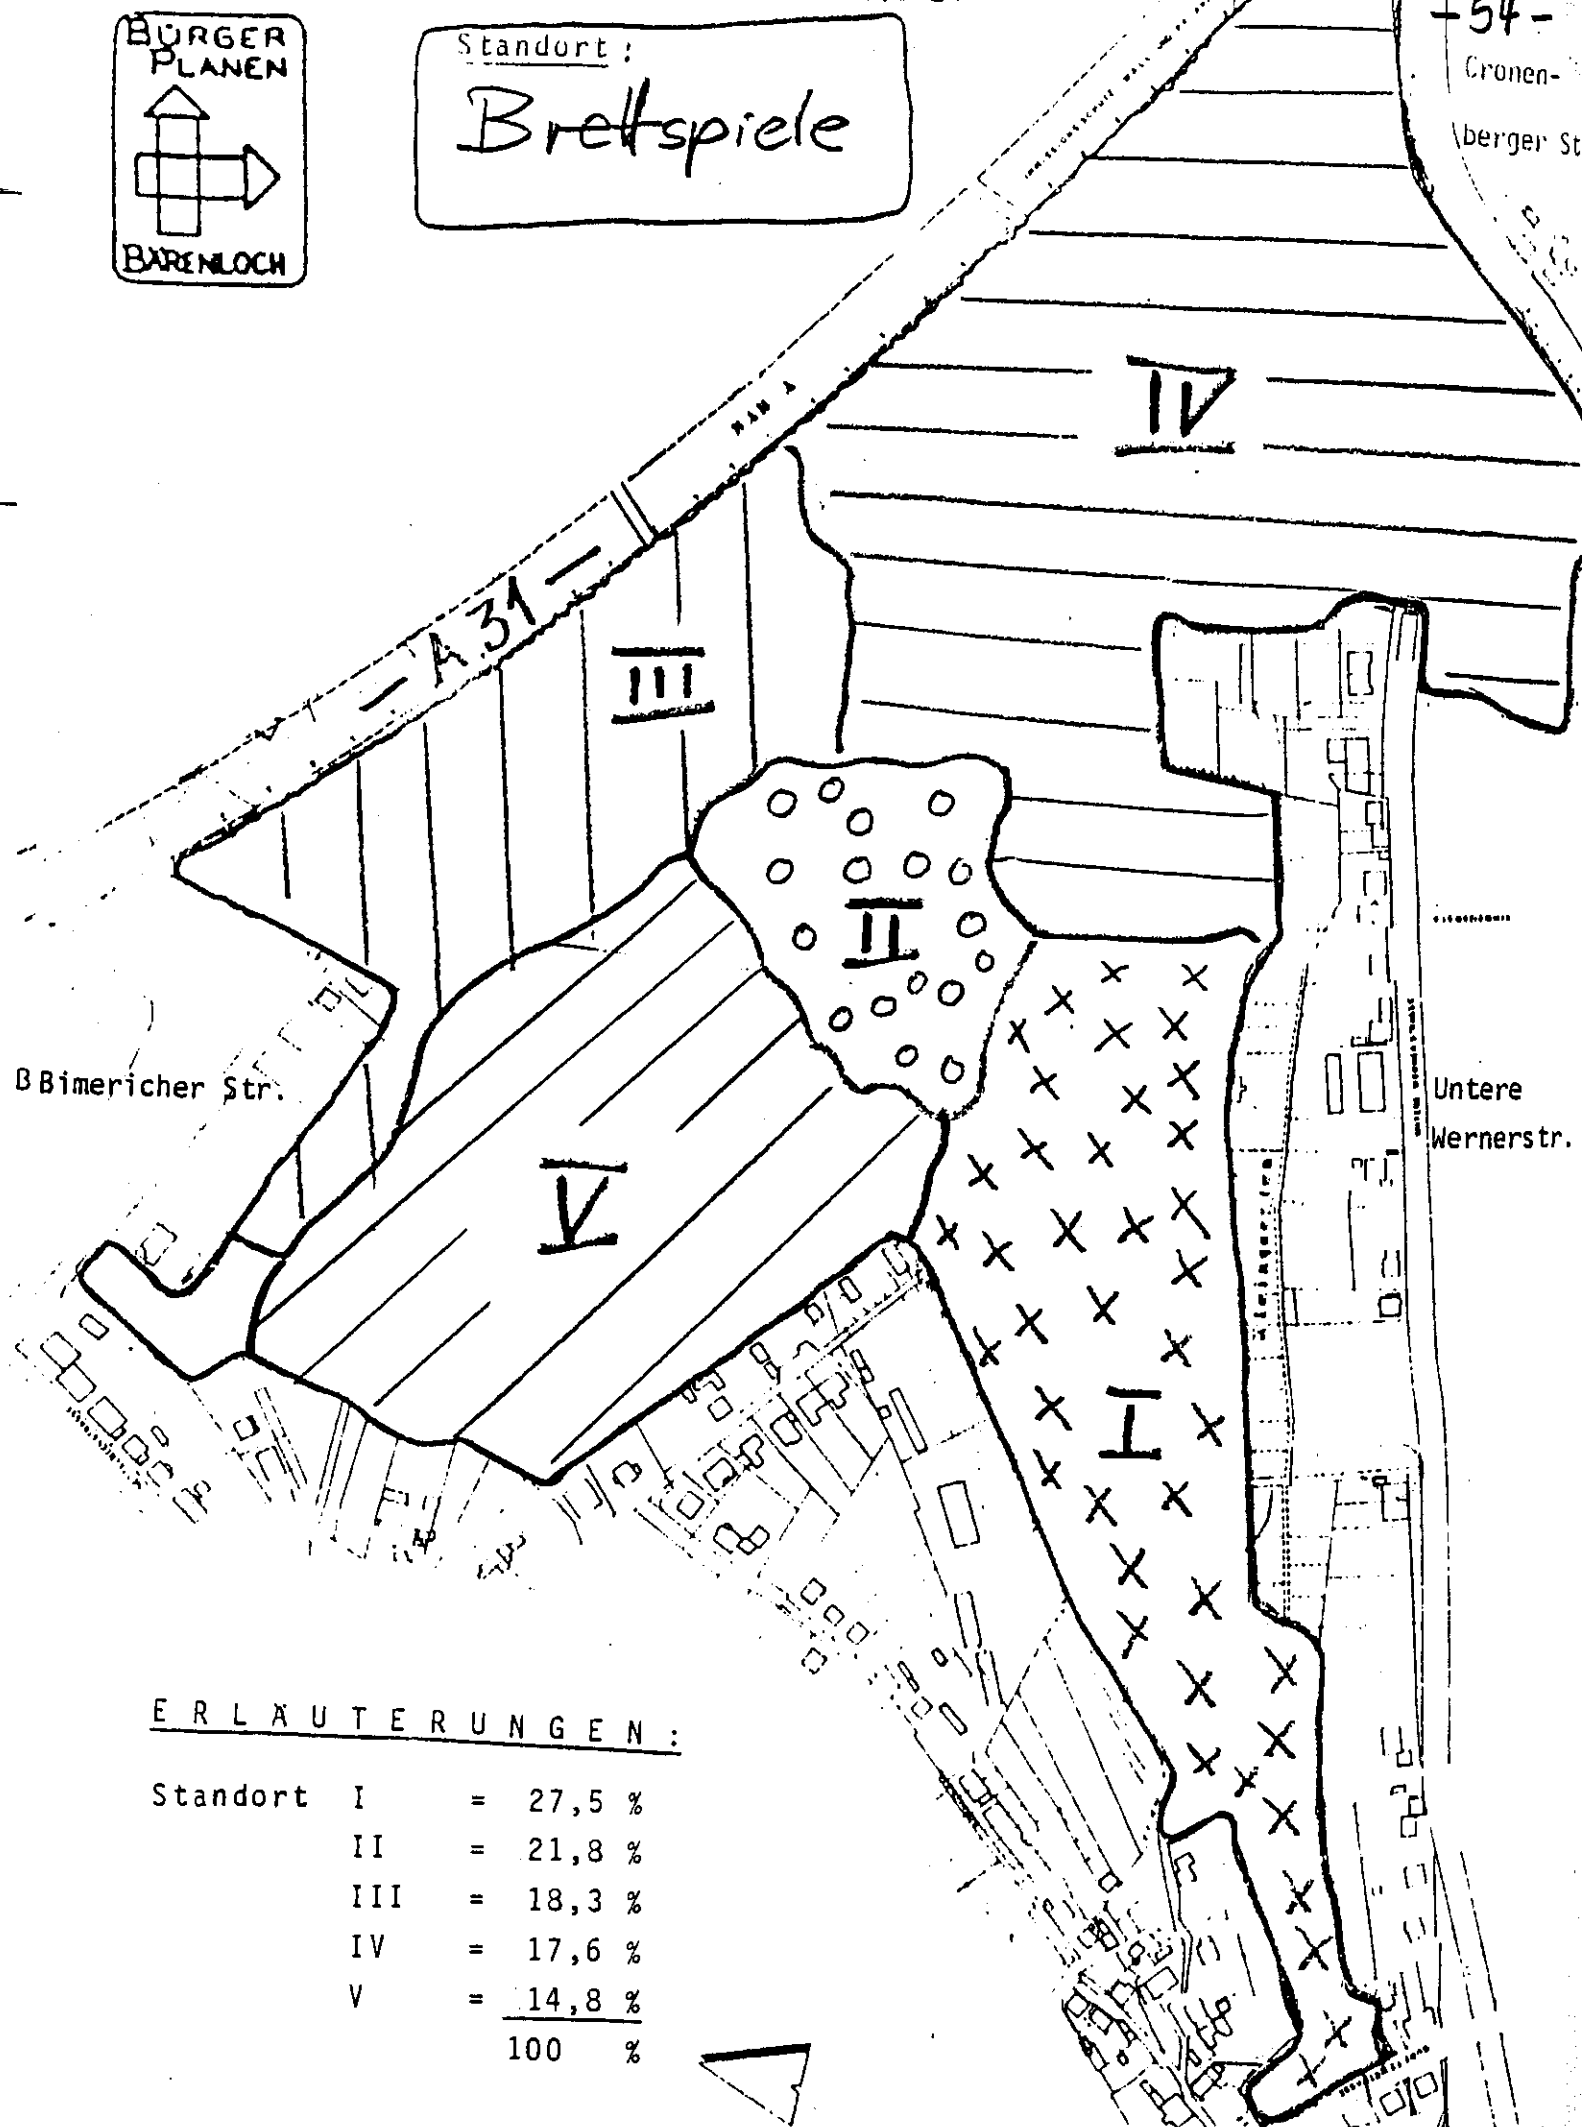 BÜRGER
PLANEN
BÄRENLOCH
Standort:
Brettspiele
- 54 -
Cronen-
berger St
IV
- A 31 -
III
II
BBimericher Str.
Untere
Wernerstr.
V
I
ERLÄUTERUNGEN:
Standort I = 27,5 %
II = 21,8 %
III = 18,3 %
IV = 17,6 %
V = 14,8 %
100 %